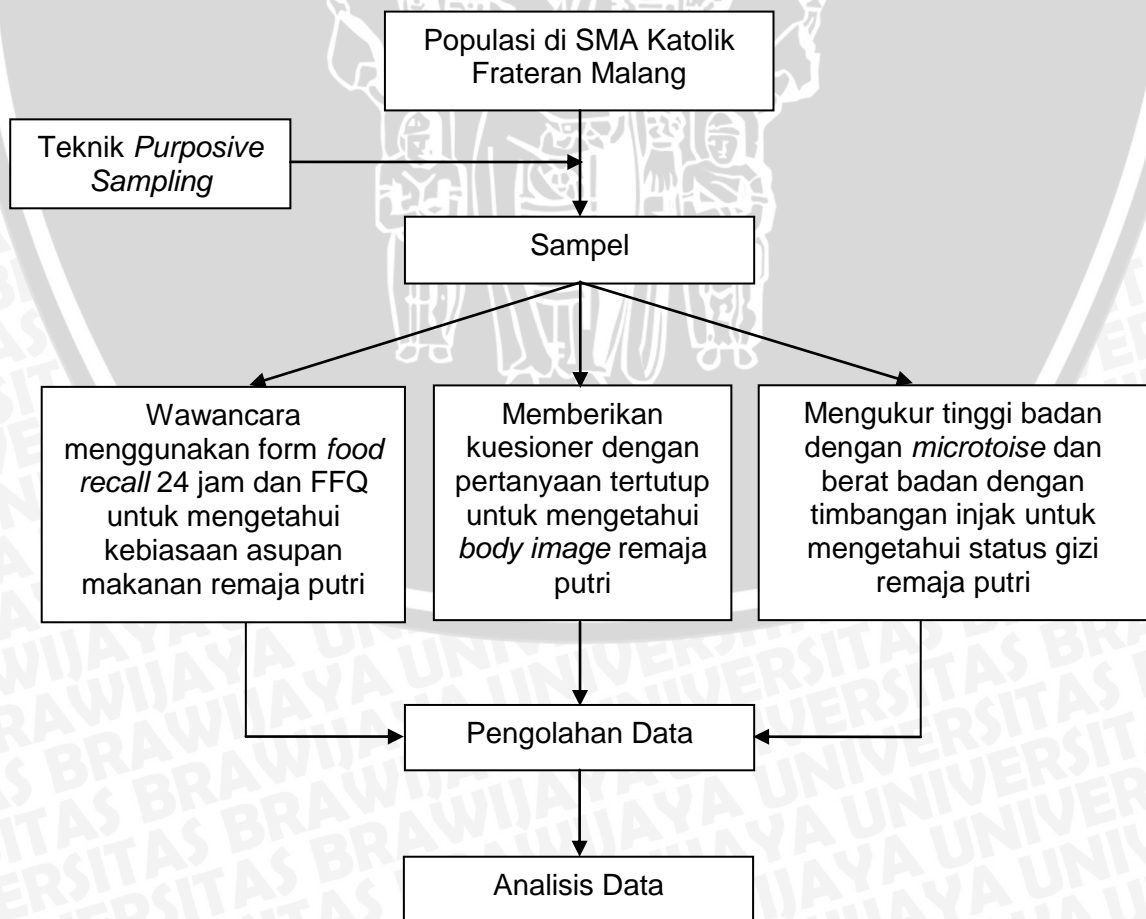 Populasi di SMA Katolik
Frateran Malang
Teknik Purposive
Sampling
Sampel
Wawancara
menggunakan form food
recall 24 jam dan FFQ
untuk mengetahui
kebiasaan asupan
makanan remaja putri
Memberikan
kuesioner dengan
pertanyaan tertutup
untuk mengetahui
body image remaja
putri
Mengukur tinggi badan
dengan microtoise dan
berat badan dengan
timbangan injak untuk
mengetahui status gizi
remaja putri
Pengolahan Data
Analisis Data